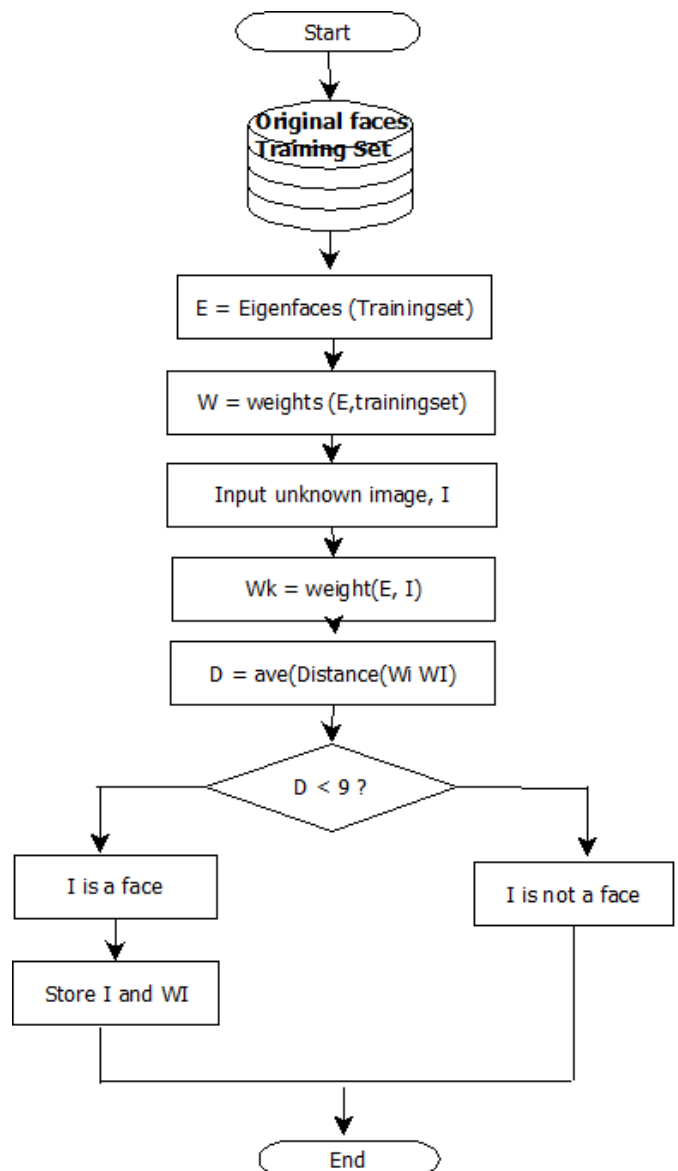 Start
Original faces
Training Set
E = Eigenfaces (Trainingset)
W = weights (E,trainingset)
Input unknown image, I
Wk = weight(E, I)
D = ave(Distance(Wi WI)
D < 9 ?
I is a face
I is not a face
Store I and WI
End